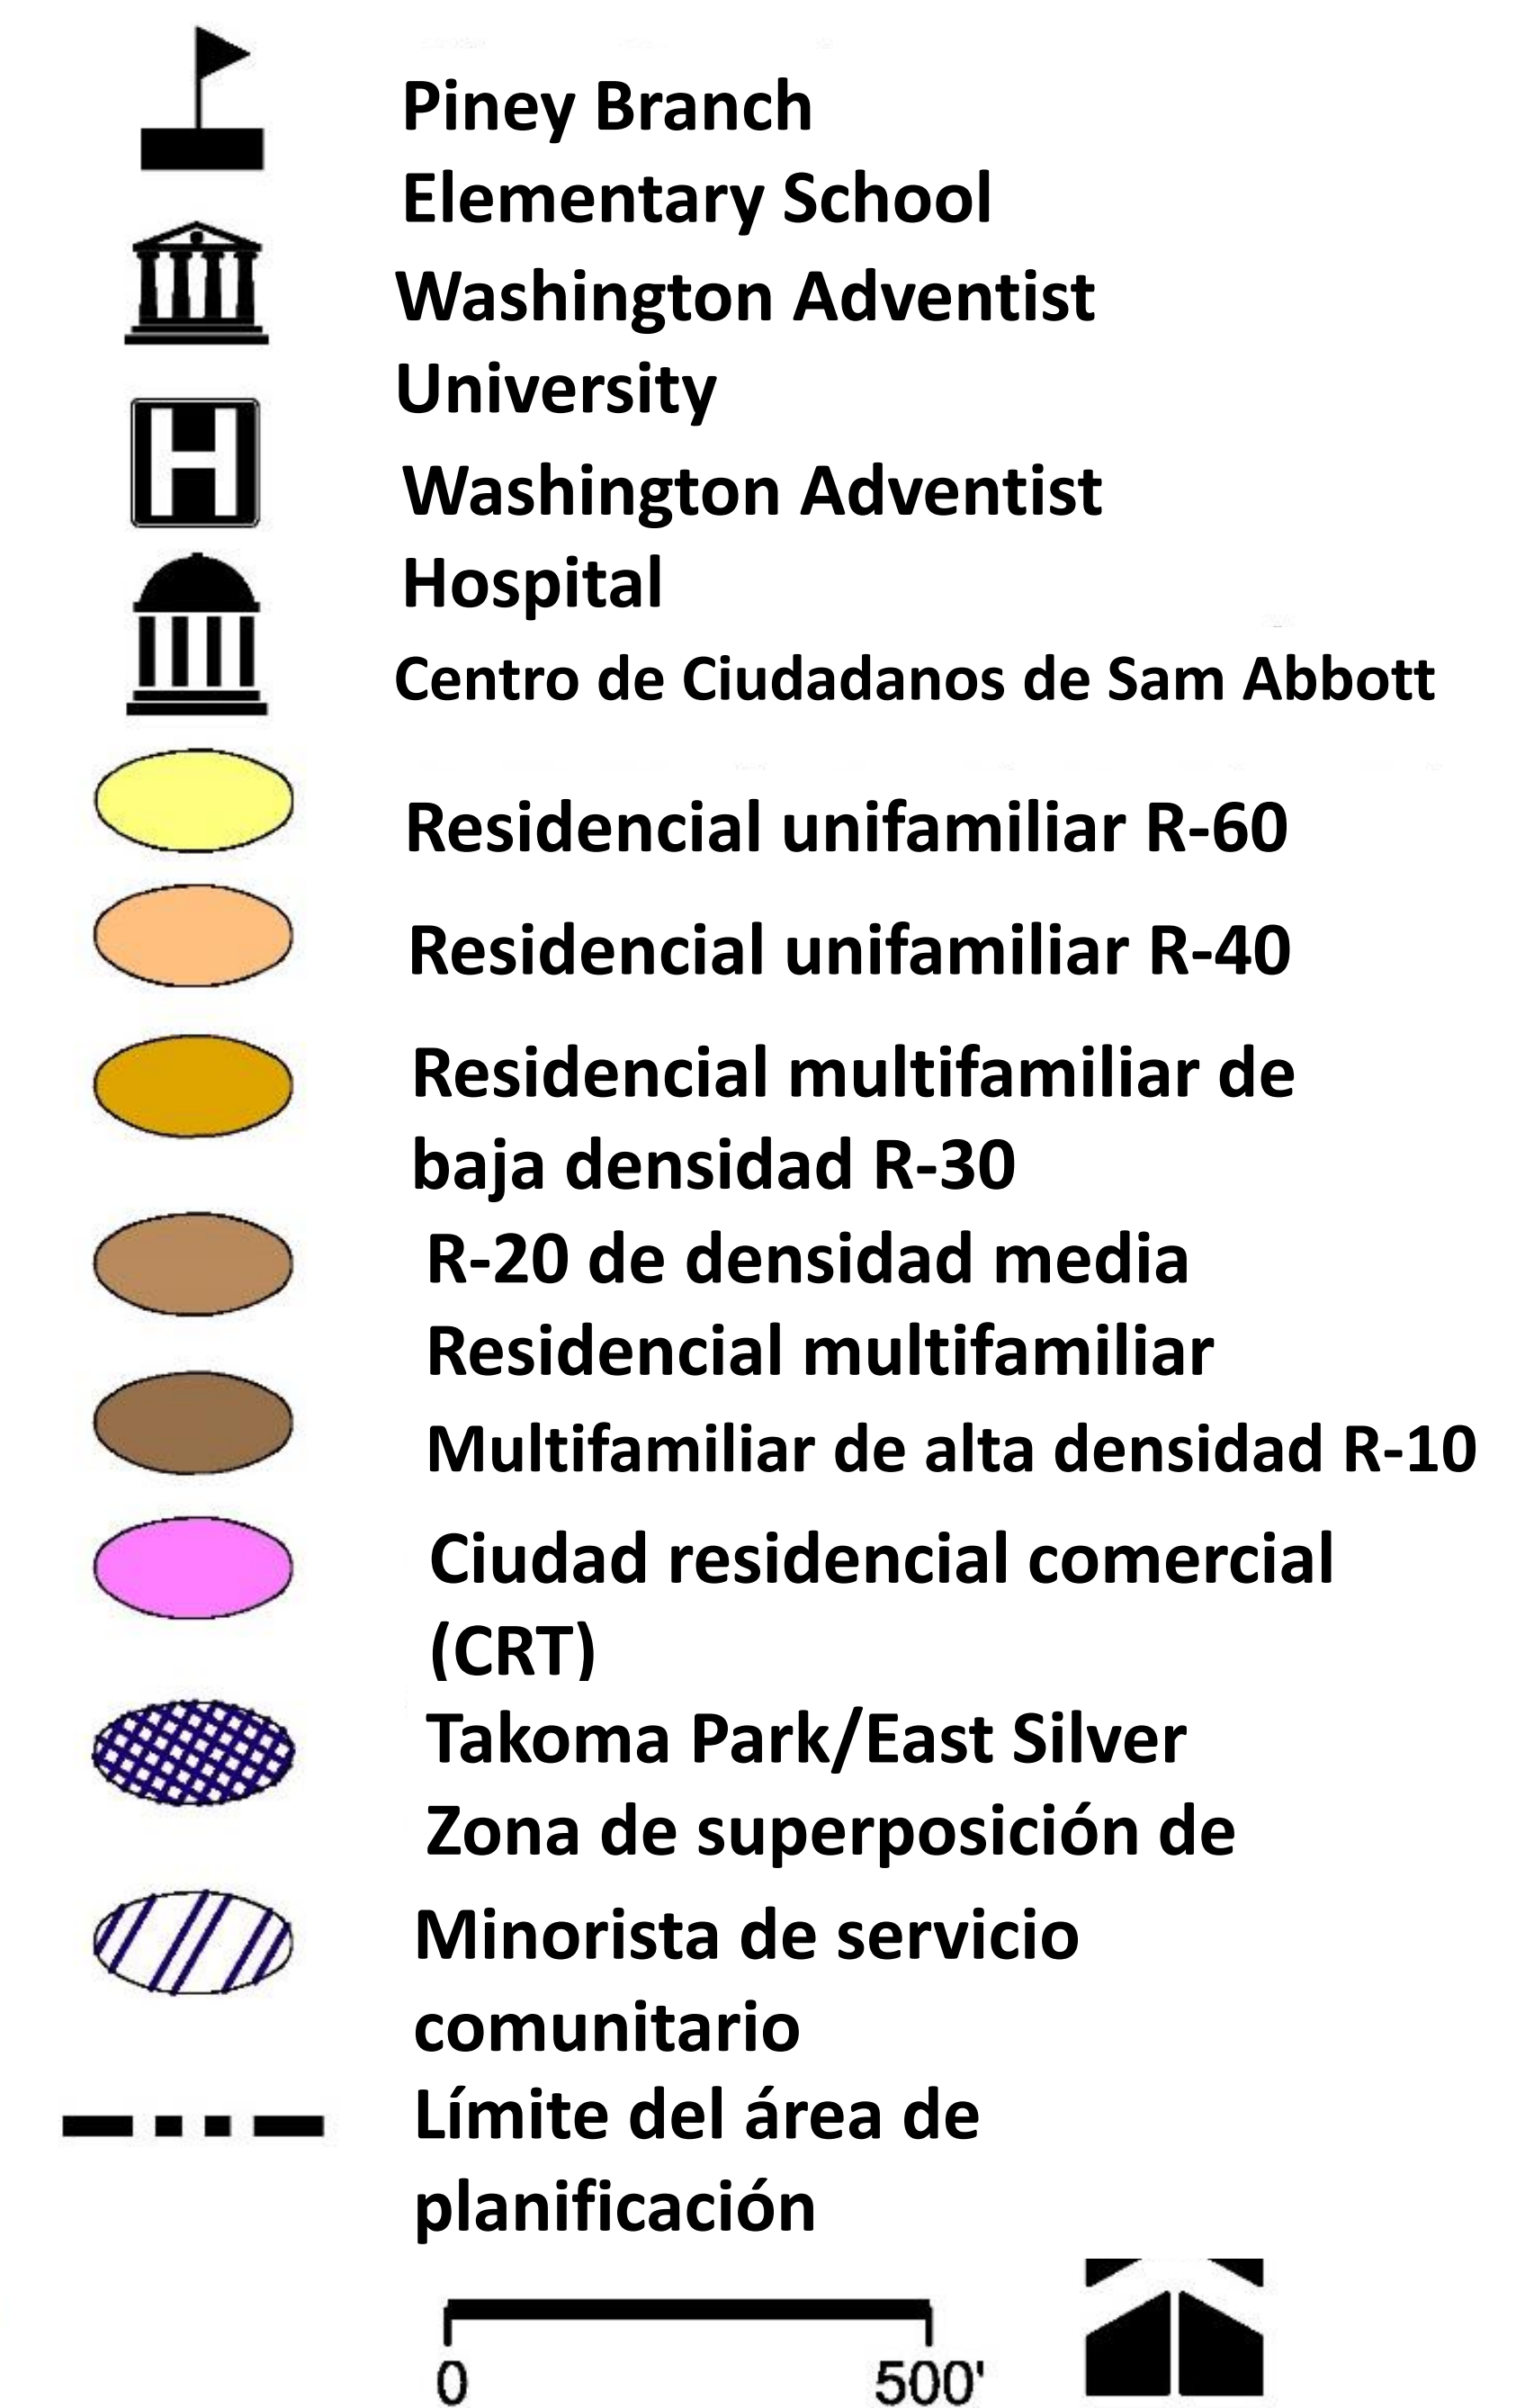 Piney Branch
Elementary School
Washington Adventist
University
H
Washington Adventist
Hospital
Centro de Ciudadanos de Sam Abbott
Residencial unifamiliar R-60
Residencial unifamiliar R-40
Residencial multifamiliar de
baja densidad R-30
R-20 de densidad media
Residencial multifamiliar
Multifamiliar de alta densidad R-10
Ciudad residencial comercial
(CRT)
Takoma Park/East Silver
Zona de superposición de
Minorista de servicio
comunitario
Límite del área de
planificación
0 500'